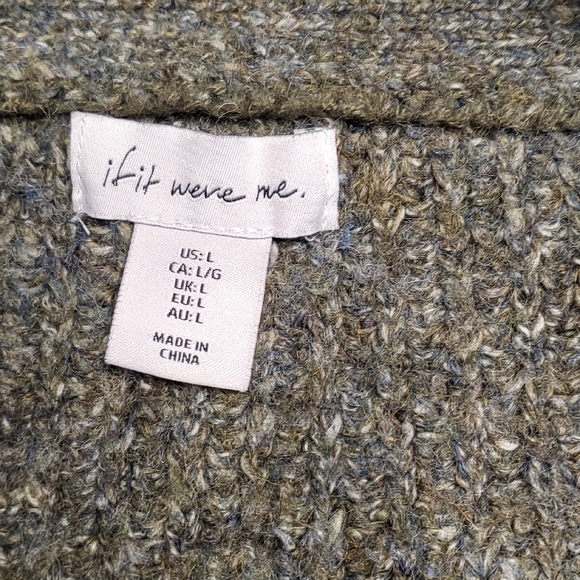 if it were me.
US: L
CA: L/G
UK: L
EU: L
AU: L
MADE IN
CHINA